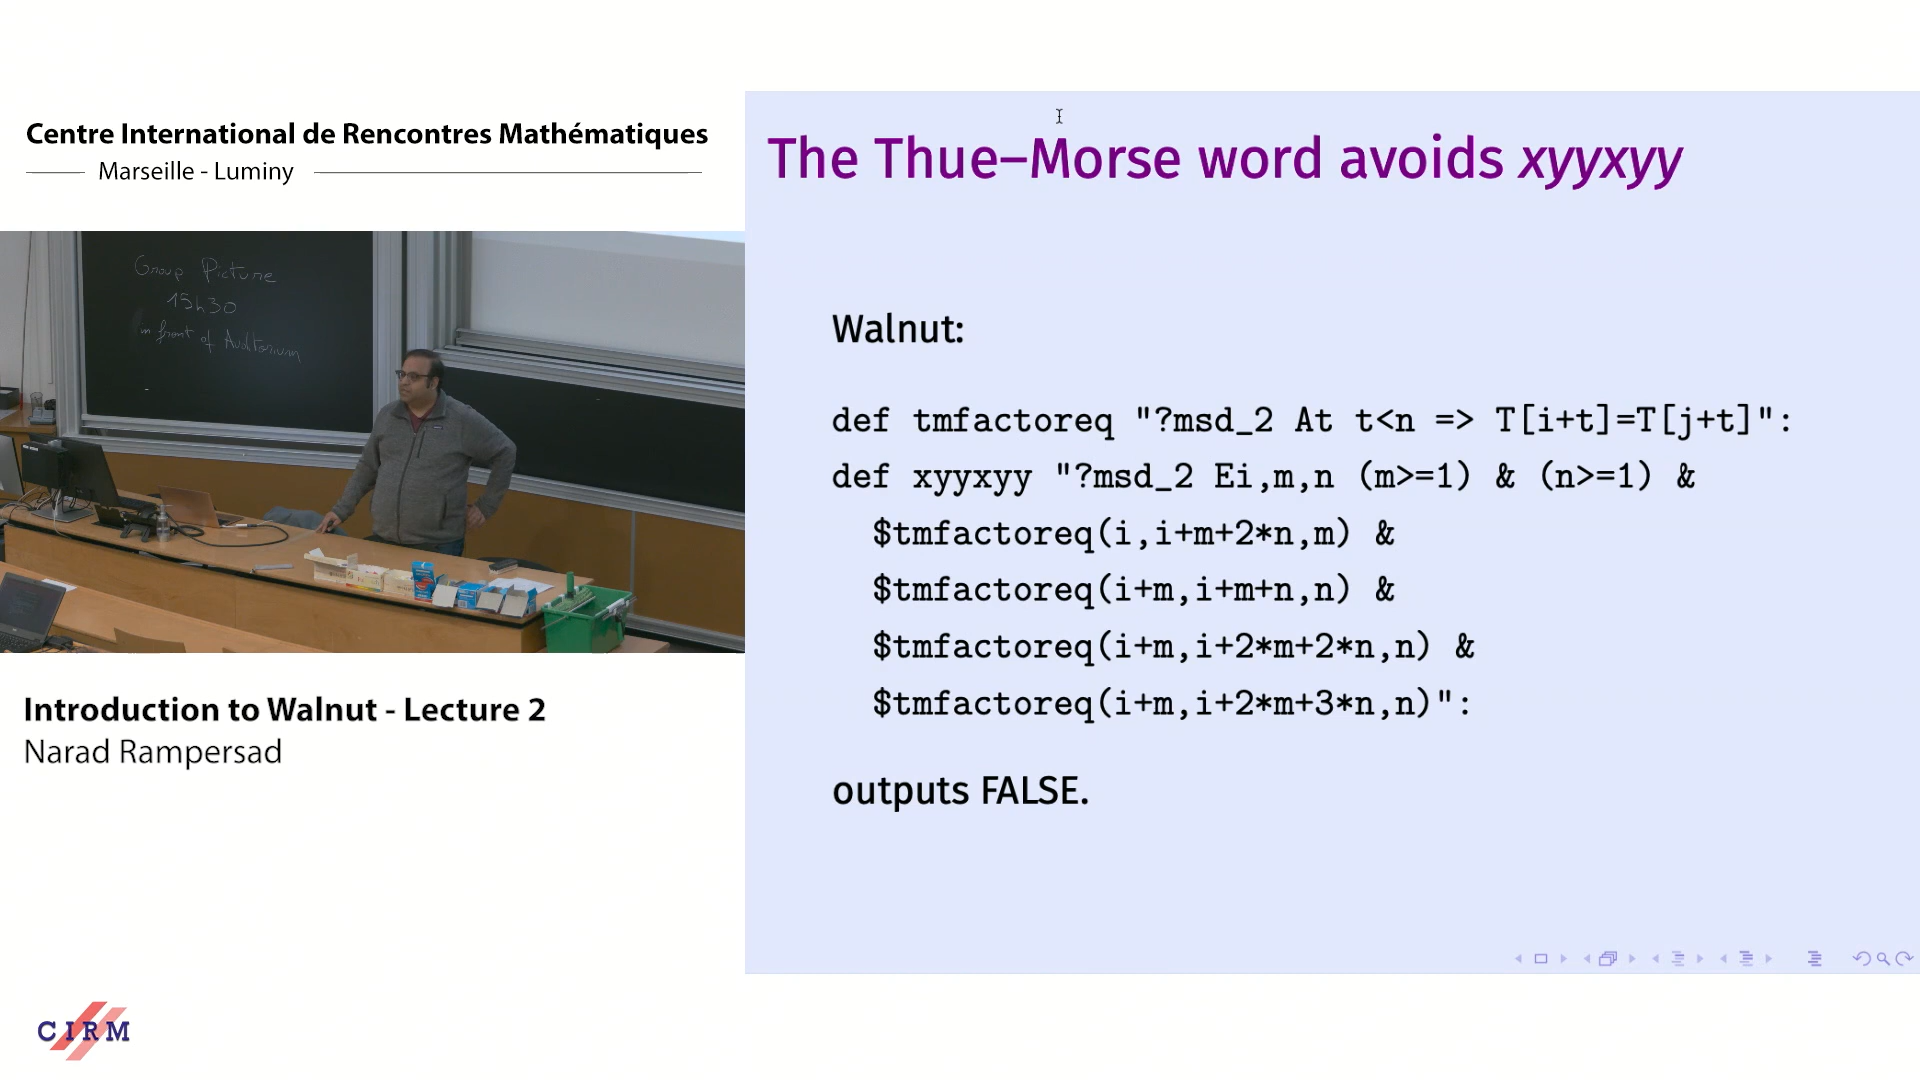 Centre International de Rencontres Mathématiques
Marseille - Luminy
Group Picture
15h30
in front of Auditorium
Introduction to Walnut - Lecture 2
Narad Rampersad
CIRM
The Thue–Morse word avoids xyyxyy
Walnut:
def tmfactoreq "?msd_2 At t<n => T[i+t]=T[j+t]":
def xyyxyy "?msd_2 Ei,m,n (m>=1) & (n>=1) &
$tmfactoreq(i,i+m+2*n,m) &
$tmfactoreq(i+m,i+m+n,n) &
$tmfactoreq(i+m,i+2*m+2*n,n) &
$tmfactoreq(i+m,i+2*m+3*n,n)":
outputs FALSE.